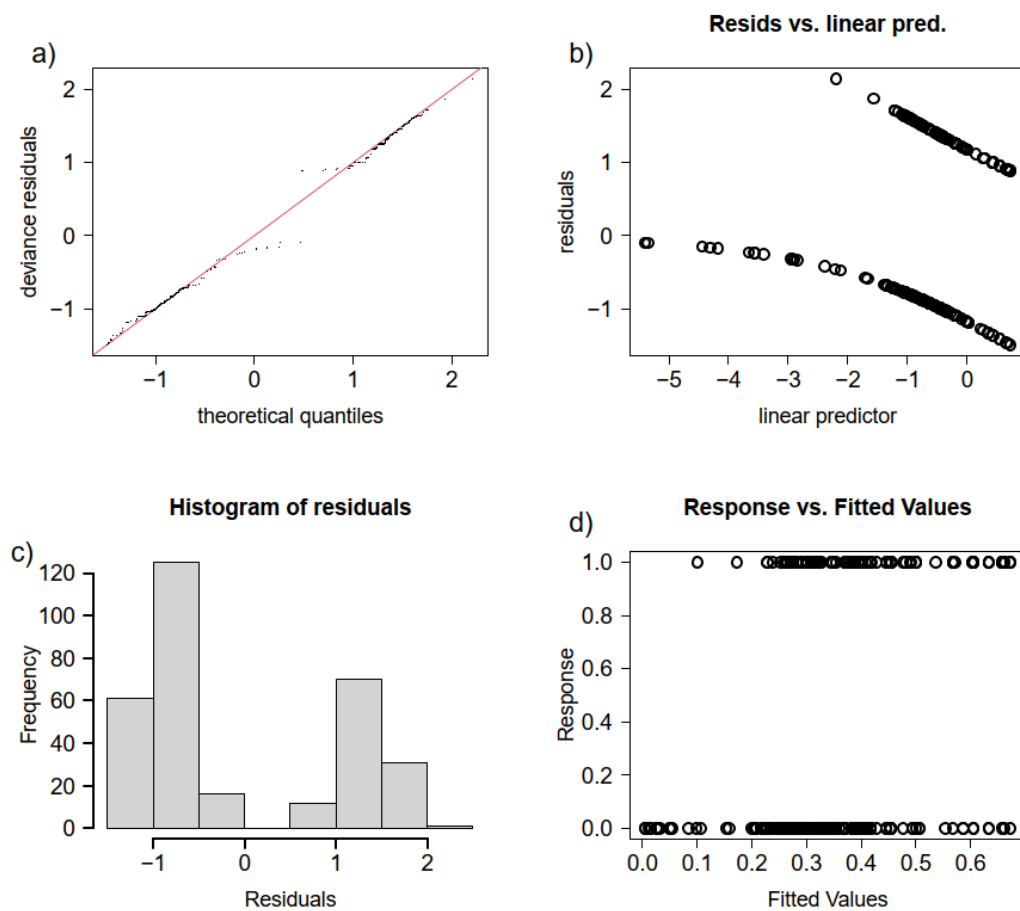 a)
2
1
0
−1
deviance residuals
−1 0 1 2
theoretical quantiles
Resids vs. linear pred.
b)
2
1
0
−1
residuals
−5 −4 −3 −2 −1 0
linear predictor
Histogram of residuals
c)
120
100
80
60
40
20
0
Frequency
−1 0 1 2
Residuals
Response vs. Fitted Values
d)
1.0
0.8
0.6
0.4
0.2
0.0
Response
0.0 0.1 0.2 0.3 0.4 0.5 0.6
Fitted Values